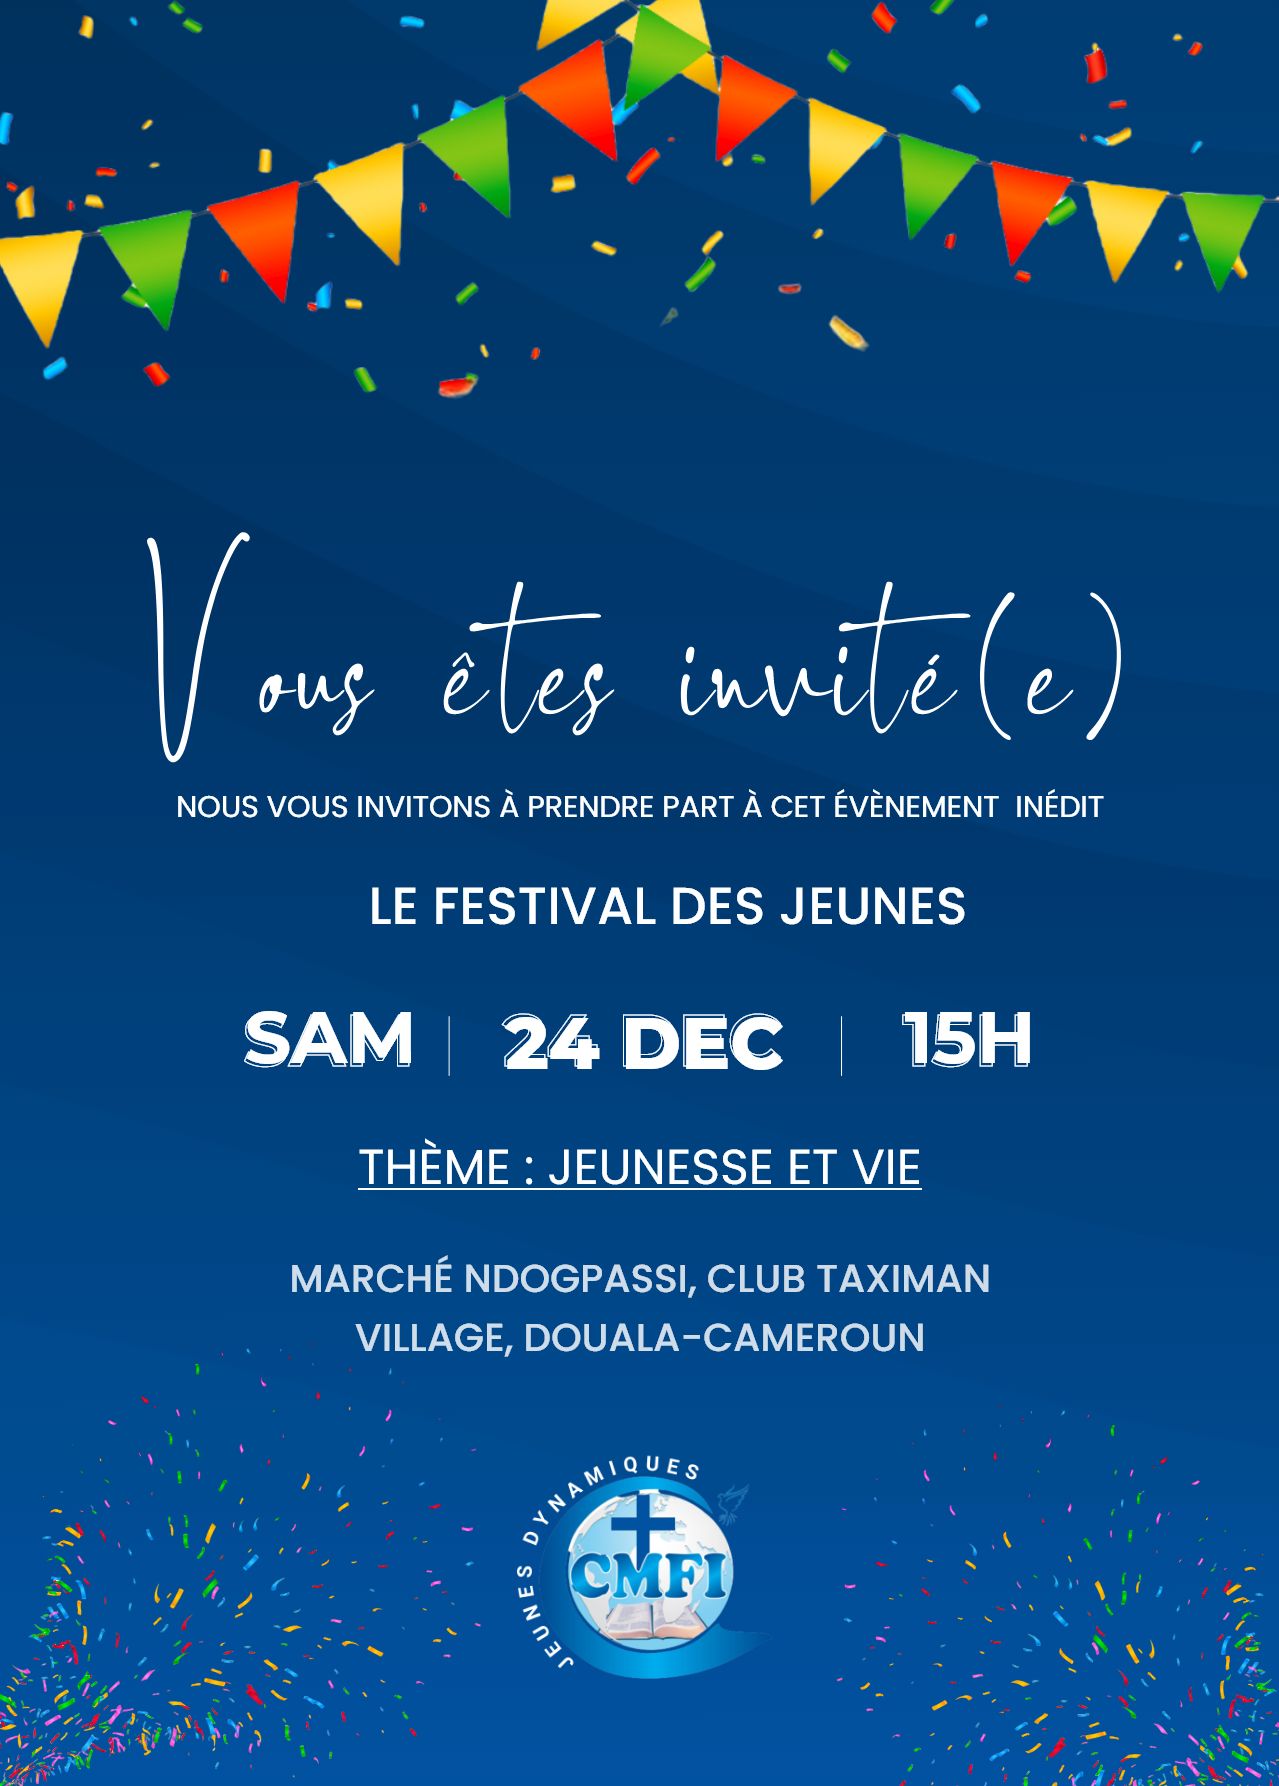 Vous êtes invité(e)
NOUS VOUS INVITONS À PRENDRE PART À CET ÉVÈNEMENT INÉDIT
LE FESTIVAL DES JEUNES
SAM | 24 DEC | 15H
THÈME : JEUNESSE ET VIE
MARCHÉ NDOGPASSI, CLUB TAXIMAN
VILLAGE, DOUALA-CAMEROUN
JEUNES DYNAMIQUES
CMFI